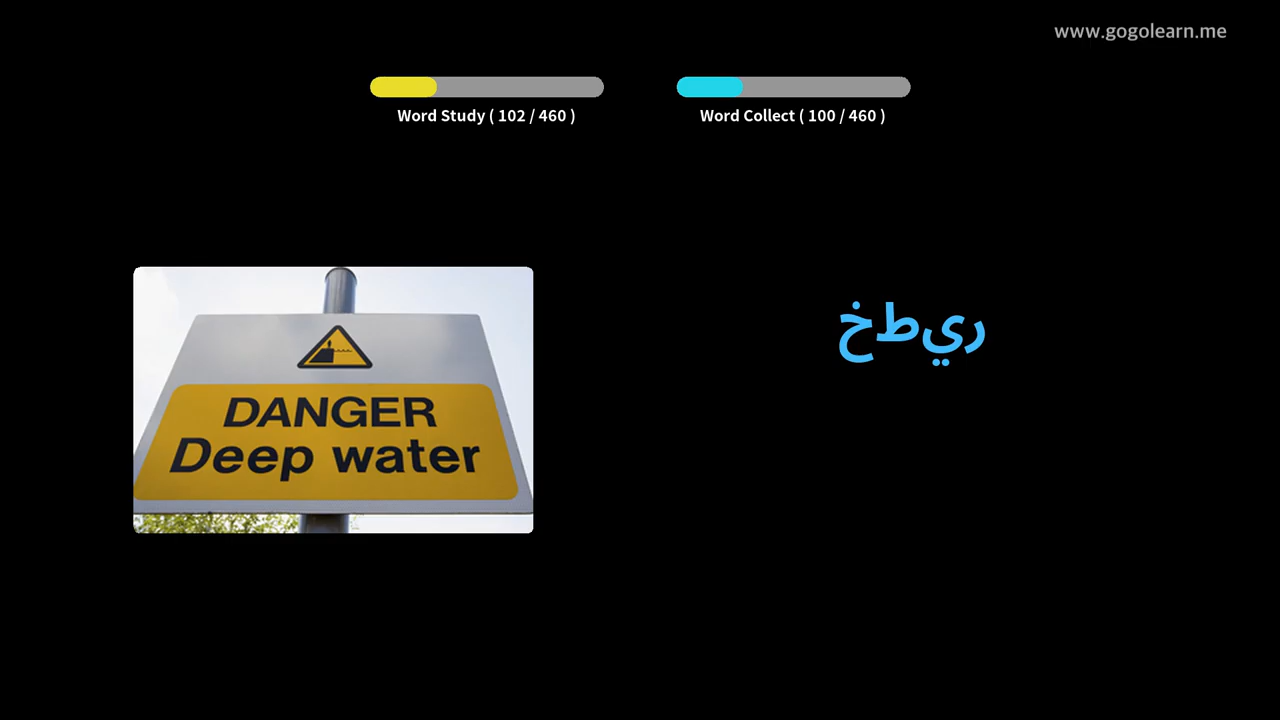 www.gogolearn.me
Word Study ( 102 / 460 )
Word Collect ( 100 / 460 )
ريطخ
DANGER
Deep water